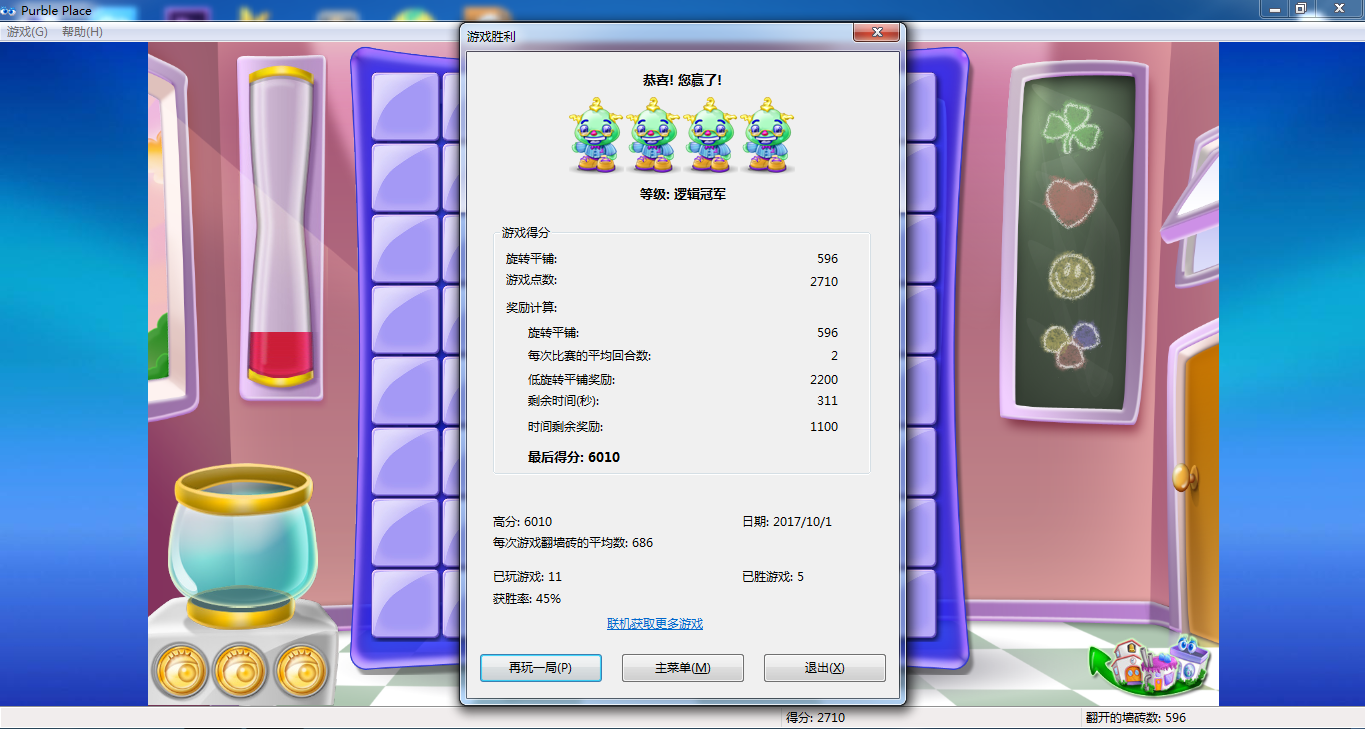 Purble Place
游戏(G) 帮助(H)
游戏胜利
恭喜! 您赢了!
等级: 逻辑冠军
游戏得分
旋转平铺: 596
游戏点数: 2710
奖励计算:
旋转平铺: 596
每次比赛的平均回合数: 2
低旋转平铺奖励: 2200
剩余时间(秒): 311
时间剩余奖励: 1100
最后得分: 6010
高分: 6010 日期: 2017/10/1
每次游戏翻墙砖的平均数: 686
已玩游戏: 11 已胜游戏: 5
获胜率: 45%
联机获取更多游戏
再玩一局(P) 主菜单(M) 退出(X)
得分: 2710 翻开的墙砖数: 596